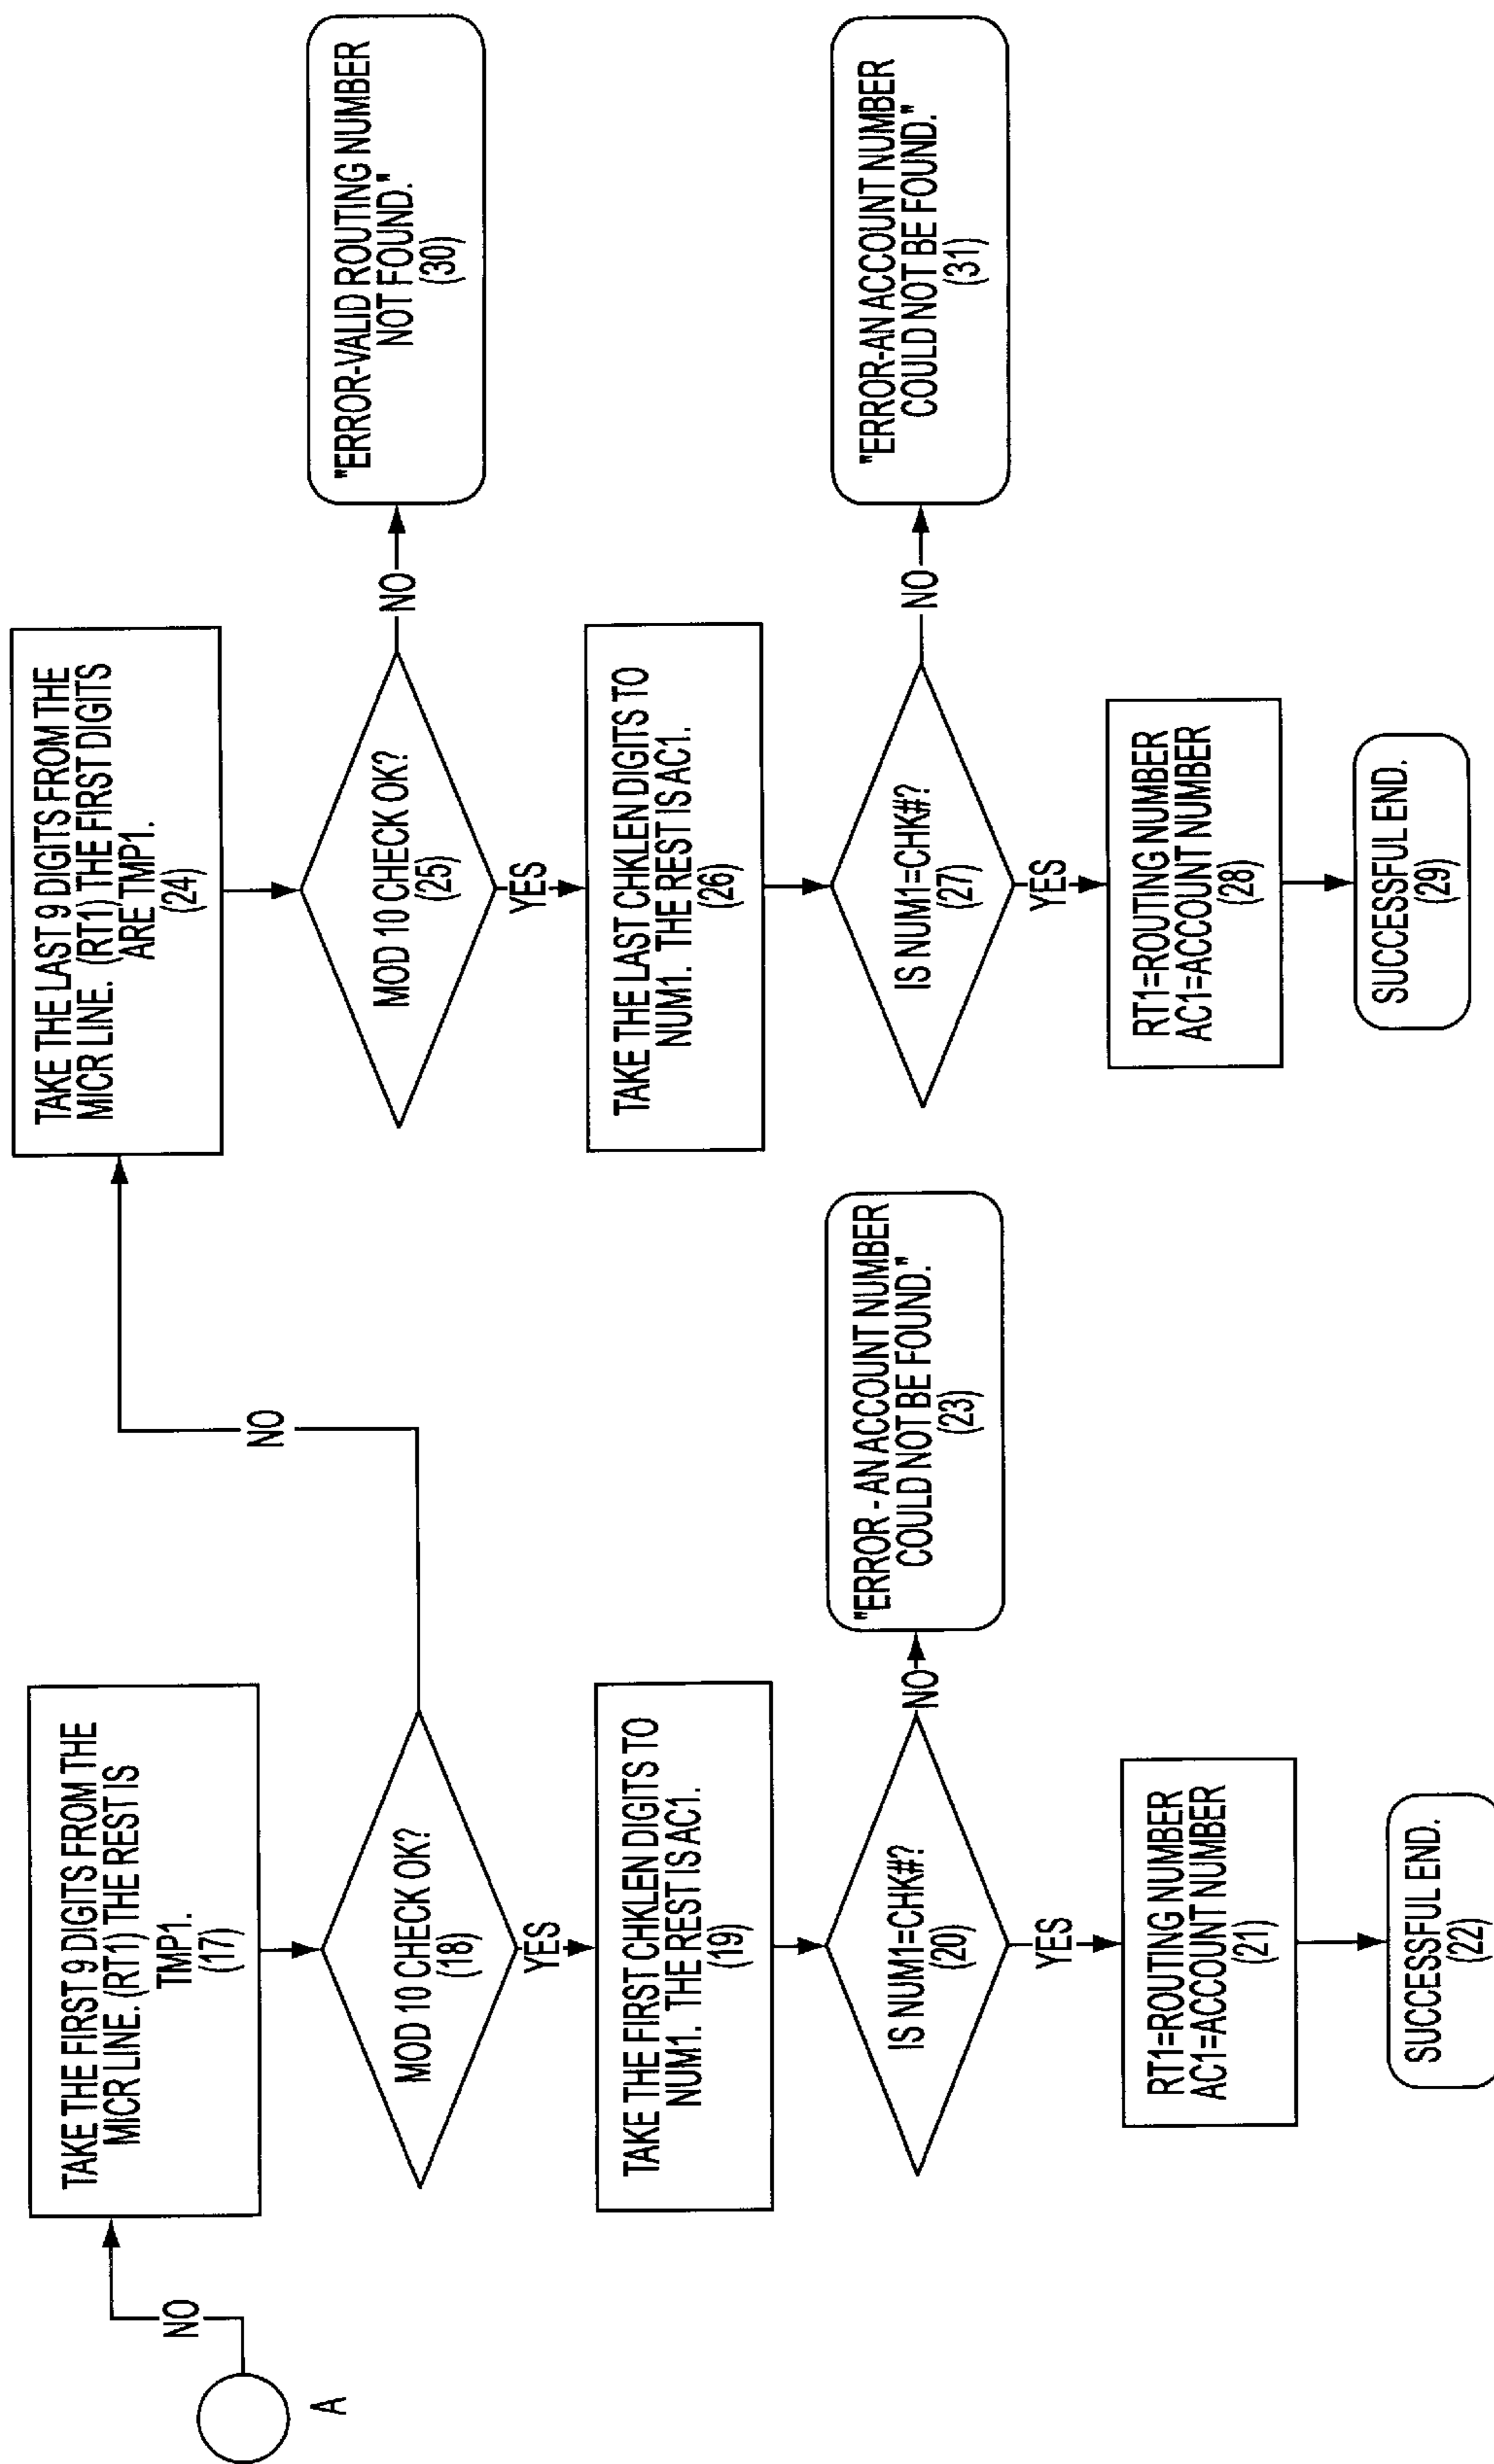 A
NO
TAKE THE FIRST 9 DIGITS FROM THE
MICR LINE. (RT1) THE REST IS
TMP1.
(17)
MOD 10 CHECK OK?
(18)
NO
YES
TAKE THE FIRST CHKLEN DIGITS TO
NUM1. THE REST IS AC1.
(19)
IS NUM1=CHK#?
(20)
NO
"ERROR - AN ACCOUNT NUMBER
COULD NOT BE FOUND."
(23)
YES
RT1=ROUTING NUMBER
AC1=ACCOUNT NUMBER
(21)
SUCCESSFUL END.
(22)
TAKE THE LAST 9 DIGITS FROM THE
MICR LINE. (RT1) THE FIRST DIGITS
ARE TMP1.
(24)
MOD 10 CHECK OK?
(25)
NO
"ERROR-VALID ROUTING NUMBER
NOT FOUND."
(30)
YES
TAKE THE LAST CHKLEN DIGITS TO
NUM1. THE REST IS AC1.
(26)
IS NUM1=CHK#?
(27)
NO
"ERROR-AN ACCOUNT NUMBER
COULD NOT BE FOUND."
(31)
YES
RT1=ROUTING NUMBER
AC1=ACCOUNT NUMBER
(28)
SUCCESSFUL END.
(29)